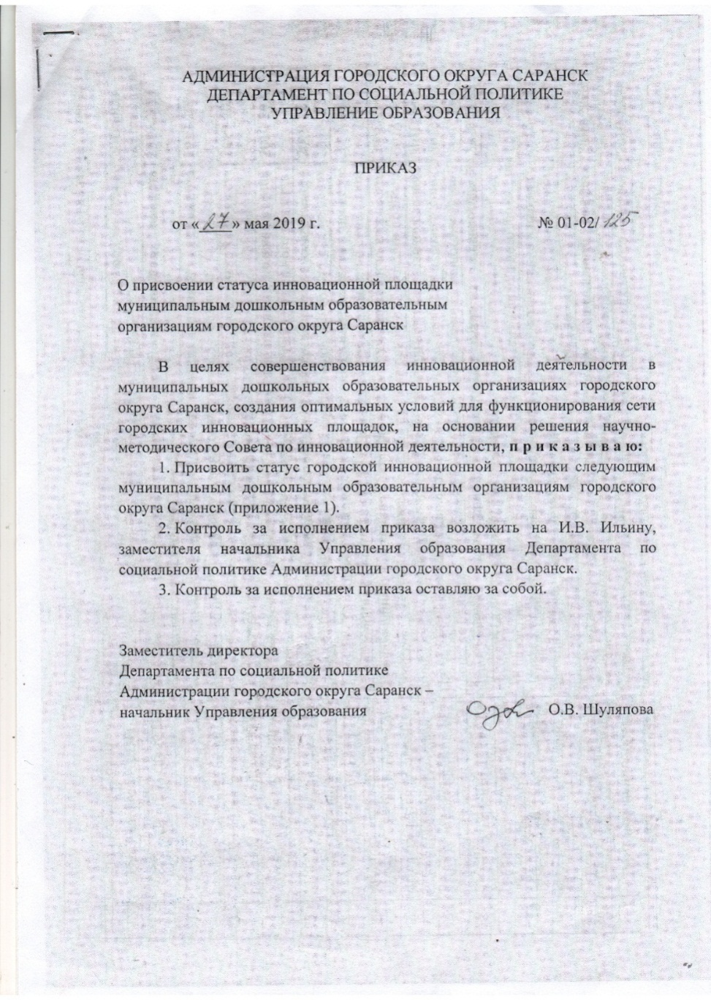 АДМИНИСТРАЦИЯ ГОРОДСКОГО ОКРУГА САРАНСК
ДЕПАРТАМЕНТ ПО СОЦИАЛЬНОЙ ПОЛИТИКЕ
УПРАВЛЕНИЕ ОБРАЗОВАНИЯ
ПРИКАЗ
от «27» мая 2019 г. № 01-02/125
О присвоении статуса инновационной площадки
муниципальным дошкольным образовательным
организациям городского округа Саранск
В целях совершенствования инновационной деятельности в
муниципальных дошкольных образовательных организациях городского
округа Саранск, создания оптимальных условий для функционирования сети
городских инновационных площадок, на основании решения научно-
методического Совета по инновационной деятельности, п р и к а з ы в а ю:
1. Присвоить статус городской инновационной площадки следующим
муниципальным дошкольным образовательным организациям городского
округа Саранск (приложение 1).
2. Контроль за исполнением приказа возложить на И.В. Ильину,
заместителя начальника Управления образования Департамента по
социальной политике Администрации городского округа Саранск.
3. Контроль за исполнением приказа оставляю за собой.
Заместитель директора
Департамента по социальной политике
Администрации городского округа Саранск –
начальник Управления образования О.В. Шуляпова